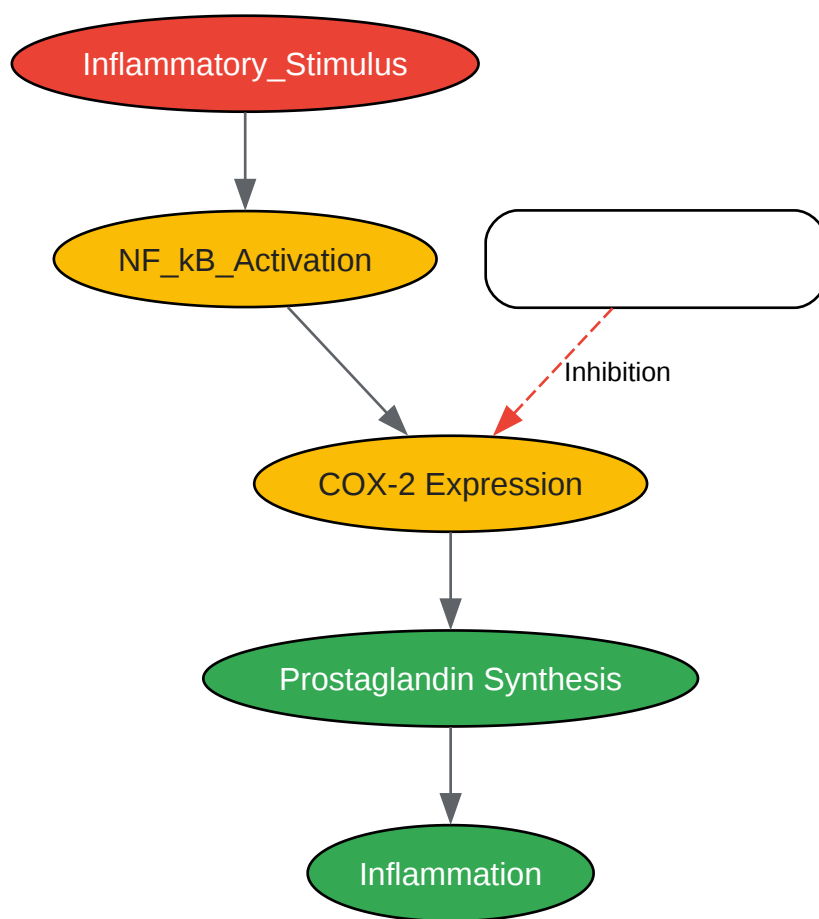 Inflammatory_Stimulus
NF_kB_Activation
Inhibition
COX-2 Expression
Prostaglandin Synthesis
Inflammation